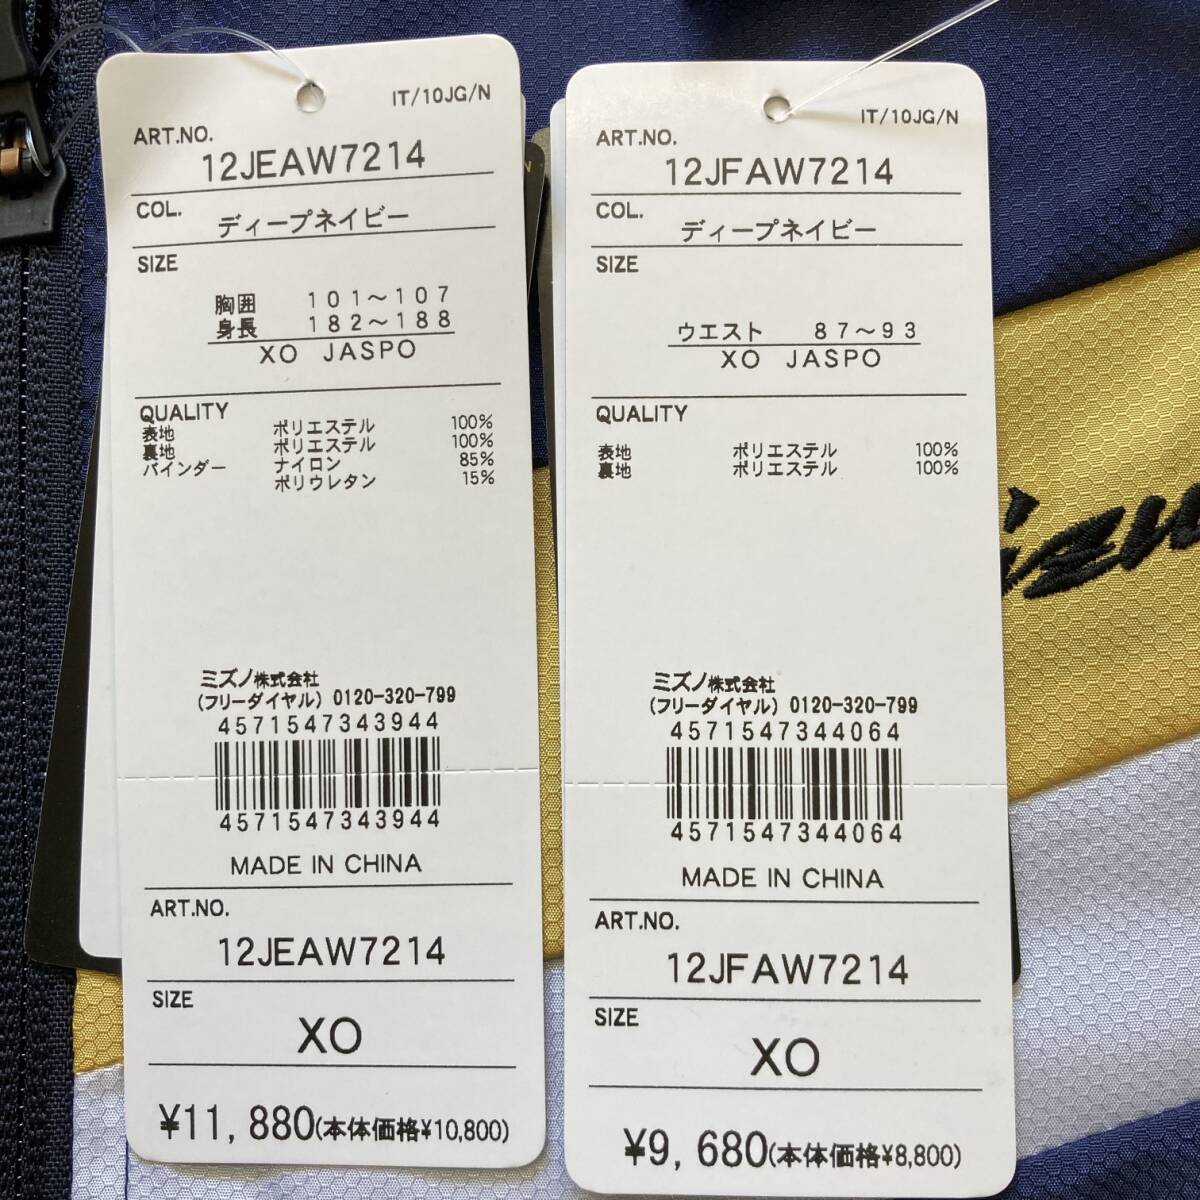 IT/10JG/N
ART.NO.
12JEAW7214
COL.
ディープネイビー
SIZE
胸囲 101～107
身長 182～188
XO JASPO
QUALITY
表地 ポリエステル 100%
裏地 ポリエステル 100%
バインダー ナイロン 85%
ポリウレタン 15%
ミズノ株式会社
(フリーダイヤル) 0120-320-799
4571547343944
4571547343944
MADE IN CHINA
ART.NO.
12JEAW7214
SIZE
XO
¥11,880(本体価格¥10,800)
IT/10JG/N
ART.NO.
12JFAW7214
COL.
ディープネイビー
SIZE
ウエスト 87～93
XO JASPO
QUALITY
表地 ポリエステル 100%
裏地 ポリエステル 100%
ミズノ株式会社
(フリーダイヤル) 0120-320-799
4571547344064
4571547344064
MADE IN CHINA
ART.NO.
12JFAW7214
SIZE
XO
¥9,680(本体価格¥8,800)
izu